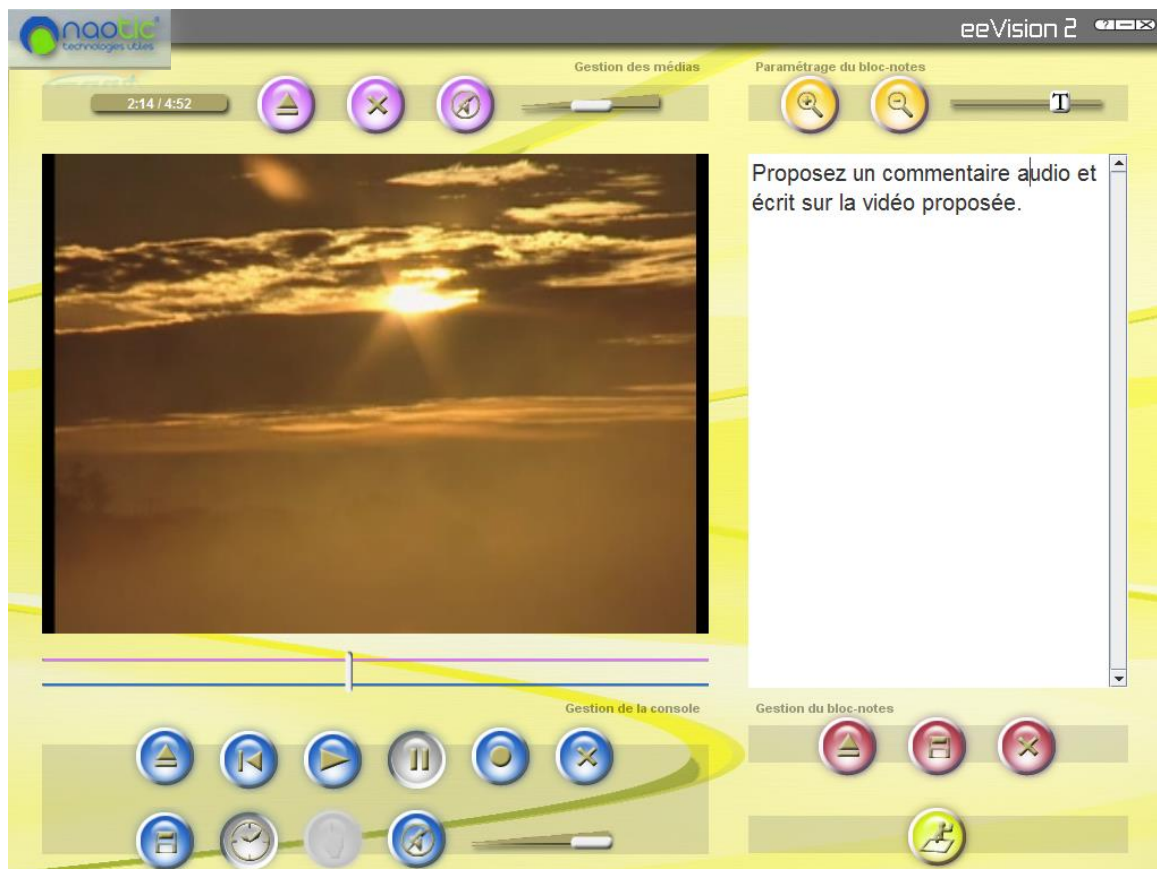 naotic
technologies utiles
eeVision 2
Gestion des médias
Paramétrage du bloc-notes
2:14 / 4:52
T
Proposez un commentaire audio et
écrit sur la vidéo proposée.
Gestion de la console
Gestion du bloc-notes